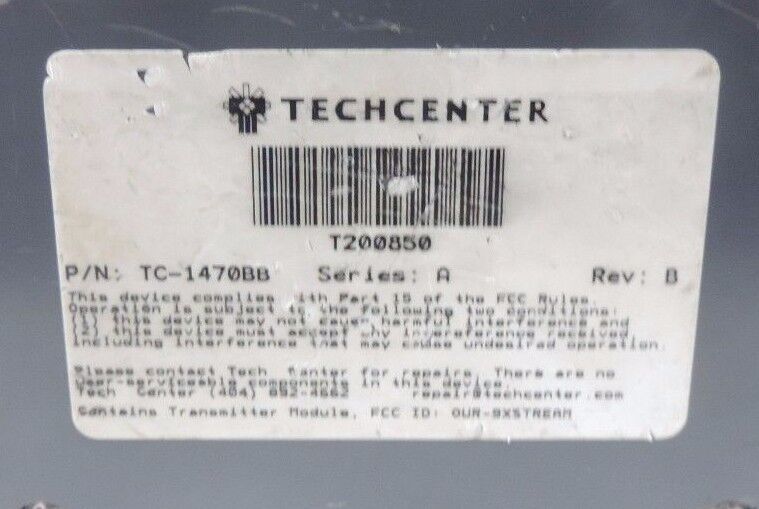 TECHCENTER
T200850
P/N: TC-1470BB Series: A Rev: B
This device complies with Part 15 of the FCC Rules.
Operation is subject to the following two conditions:
(1) this device may not cause harmful interference and
(2) this device must accept any interference received
including interference that may cause undesired operation.
Please contact Tech Center for repairs. There are no
user-serviceable components in this device.
Tech Center (404) repair@techcenter.com
Contains Transmitter Module, FCC ID: OUR-9XSTREAM